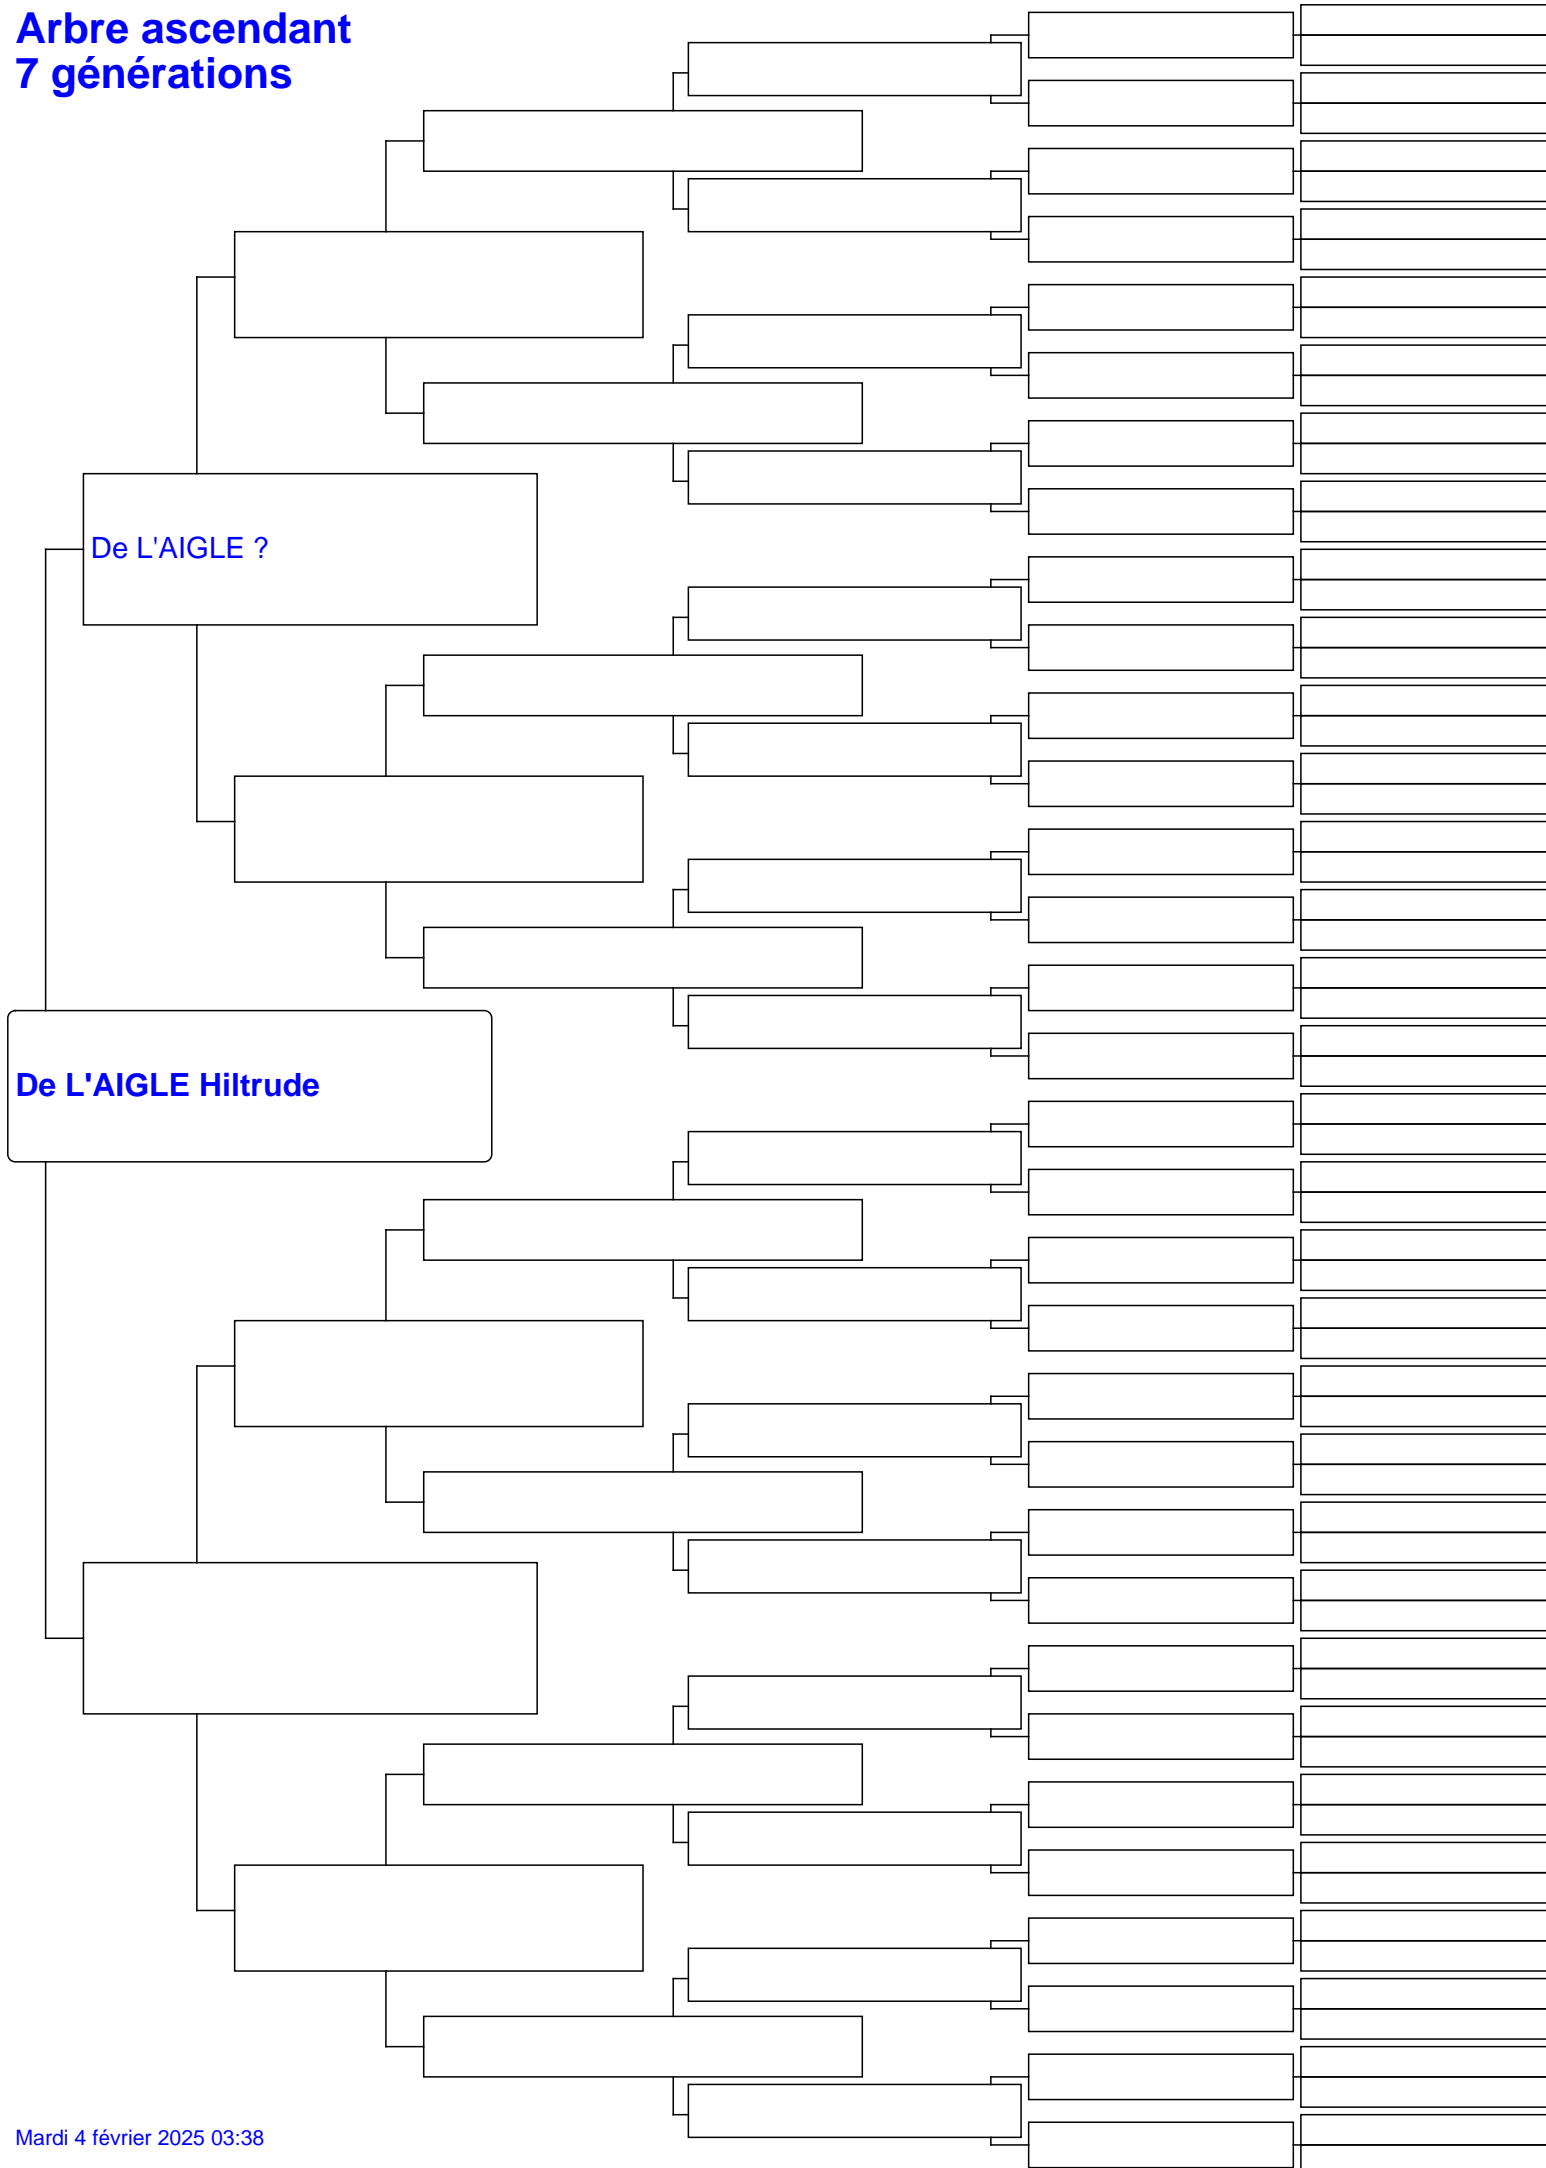 Arbre ascendant
7 générations
De L'AIGLE ?
De L'AIGLE Hiltrude
Mardi 4 février 2025 03:38